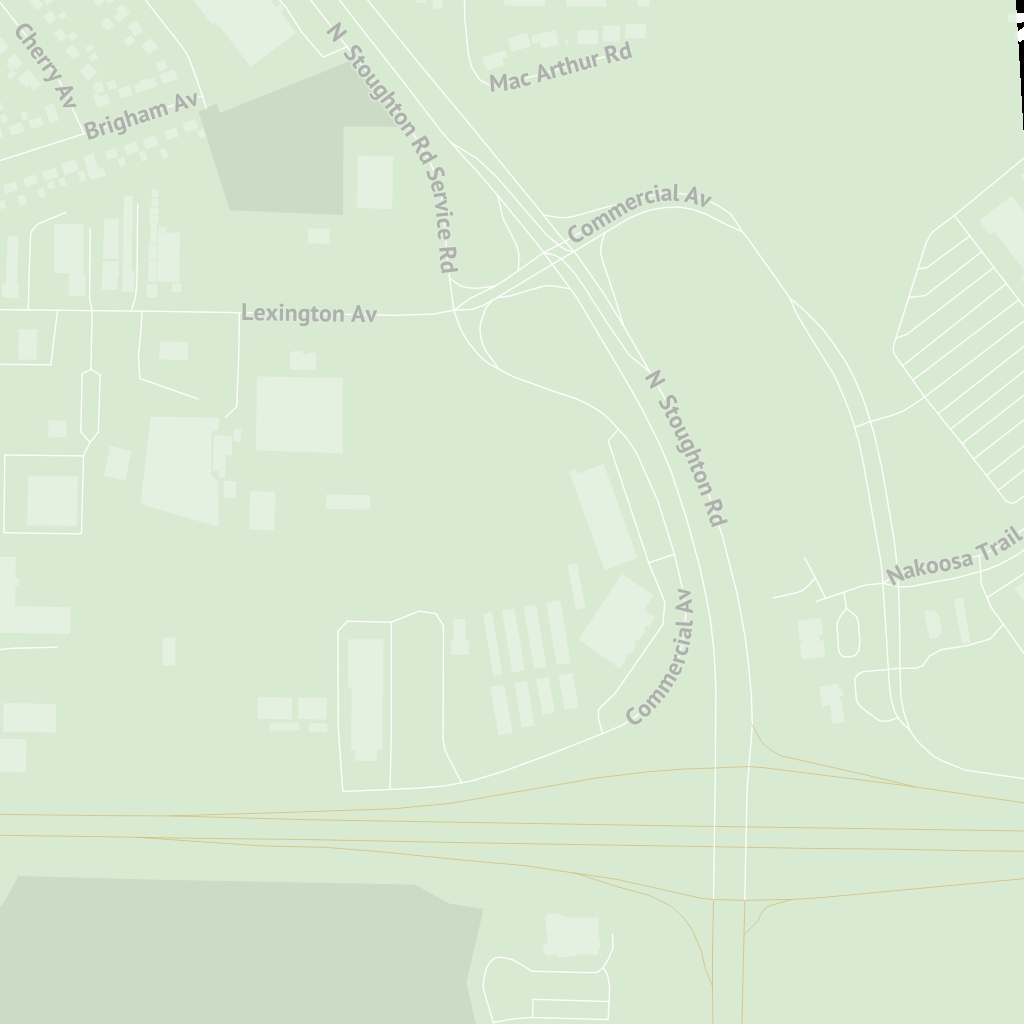 Cherry Av
Brigham Av
N Stoughton Rd Service Rd
Mac Arthur Rd
Commercial Av
Lexington Av
N Stoughton Rd
Nakoosa Trail
Commercial Av